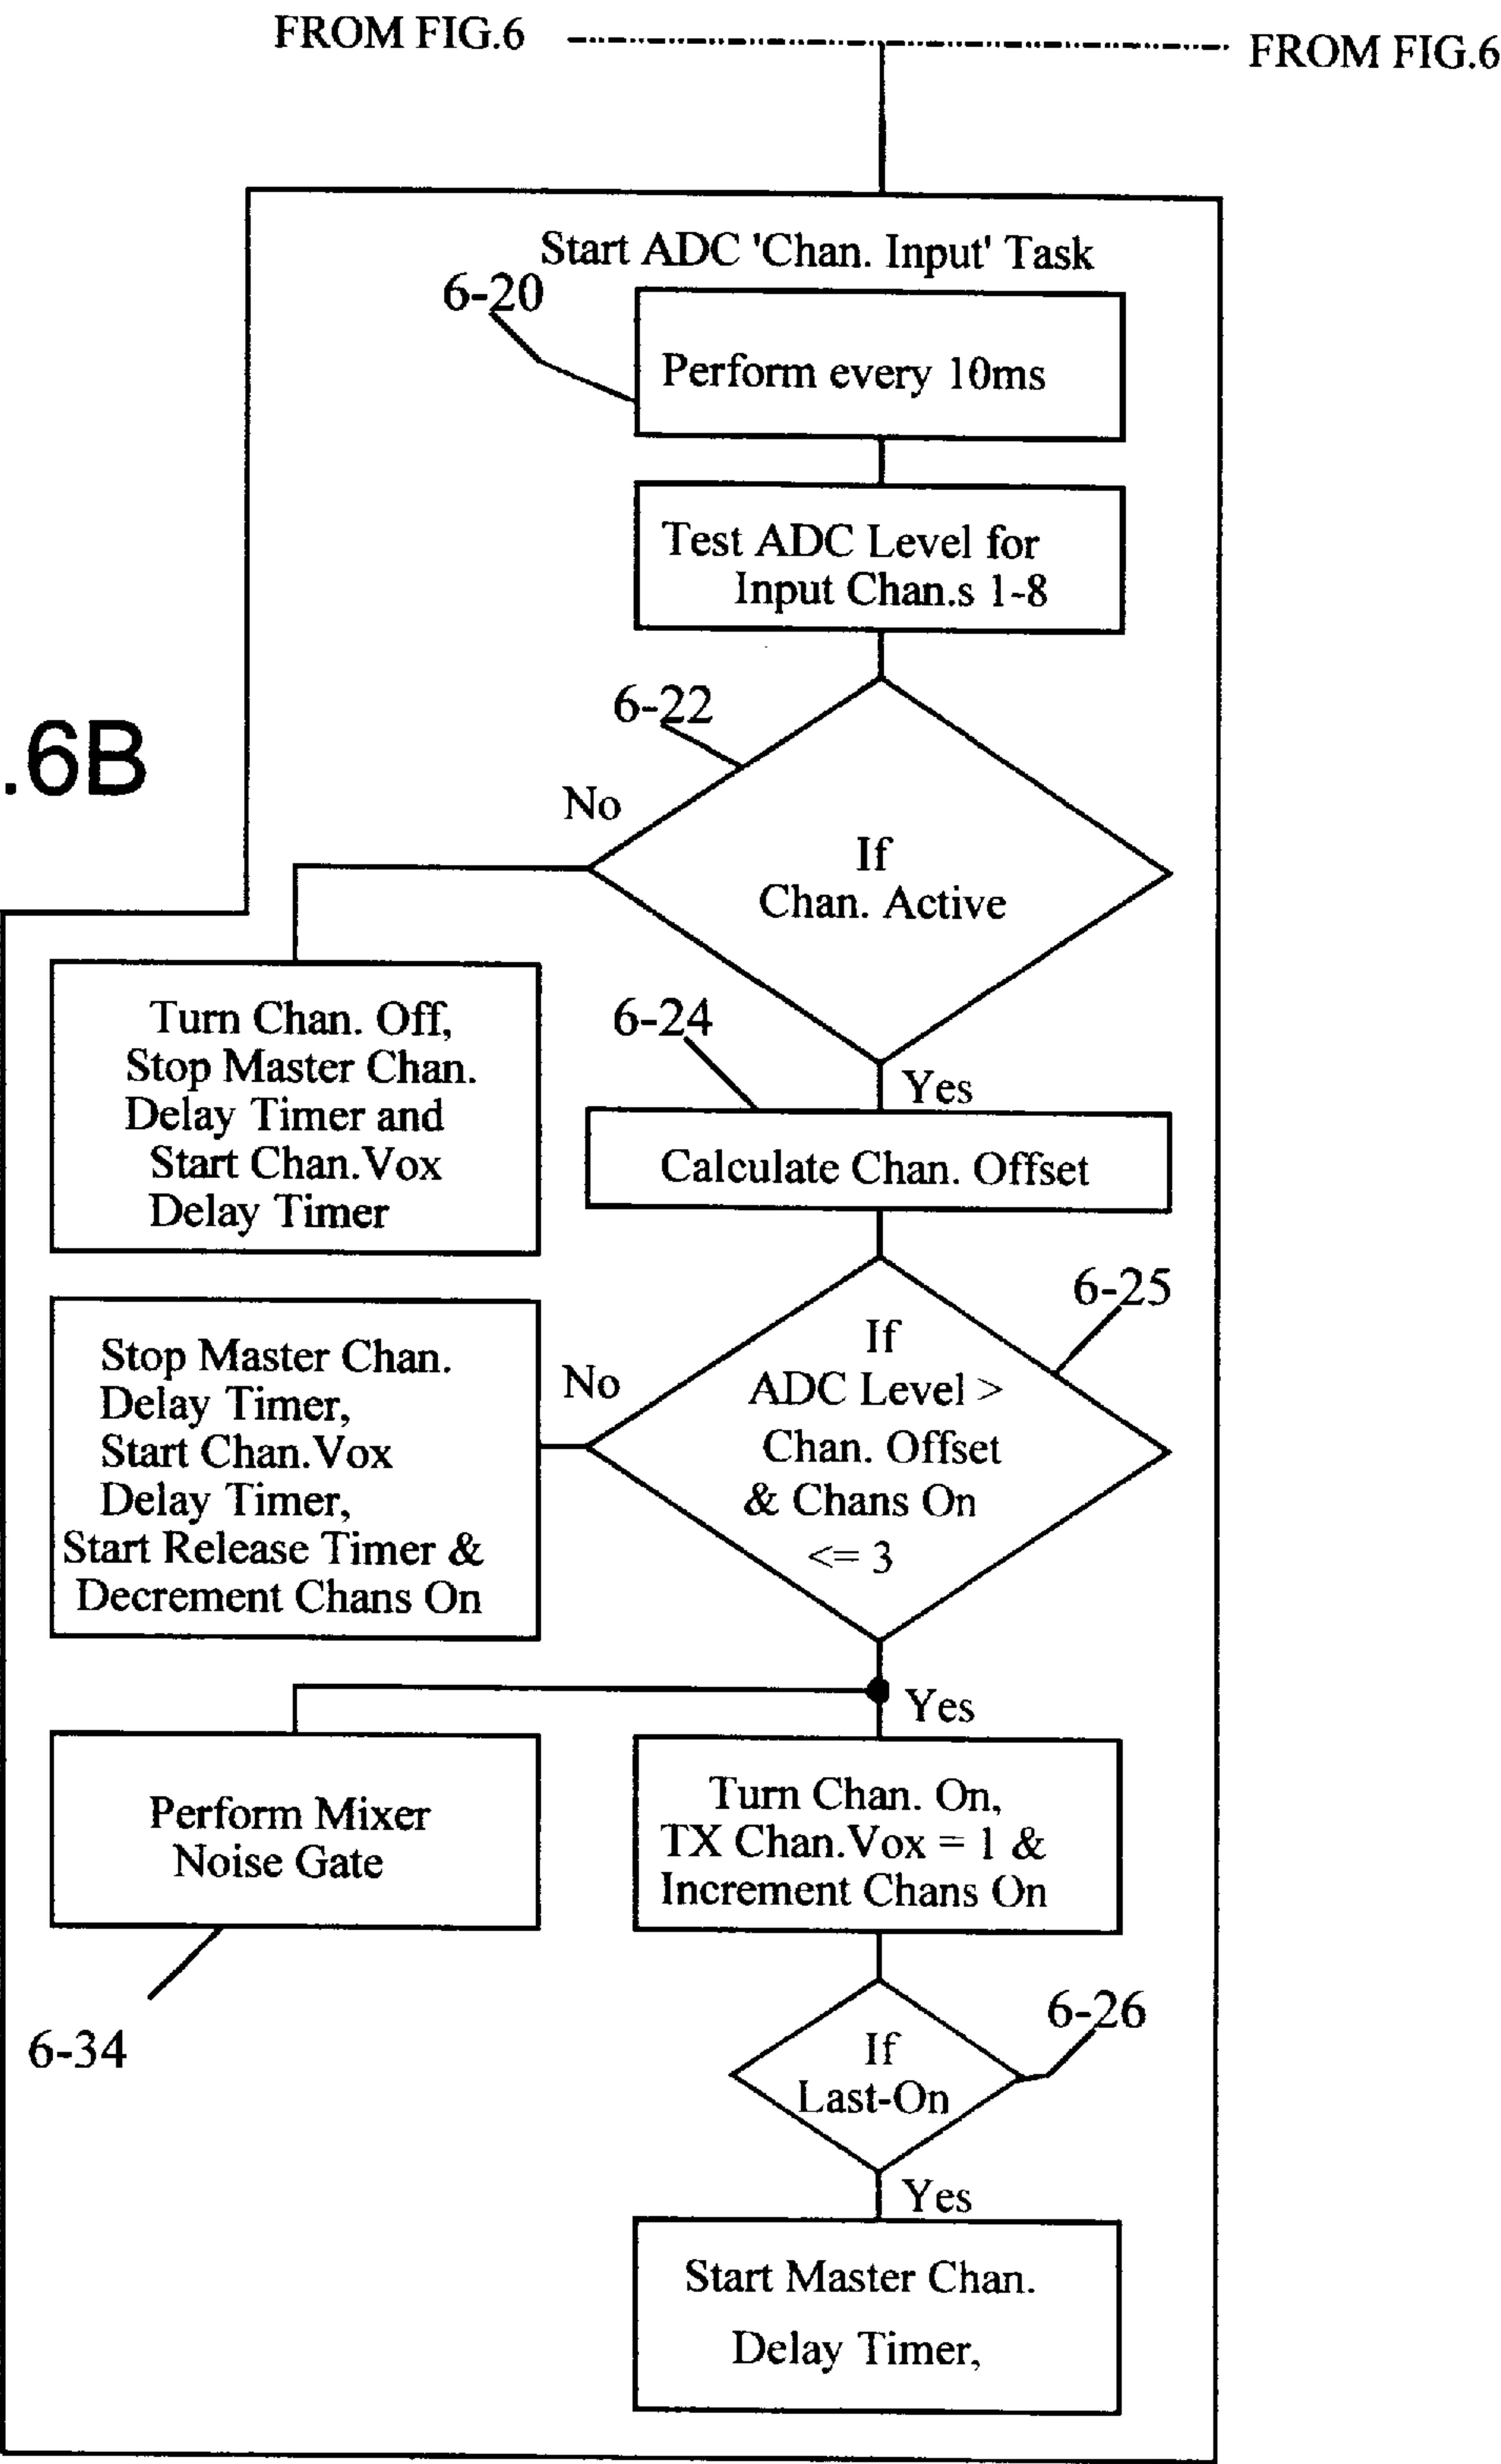 FROM FIG.6
FROM FIG.6
Start ADC 'Chan. Input' Task
6-20
Perform every 10ms
Test ADC Level for
Input Chan.s 1-8
6-22
.6B
No
If
Chan. Active
Turn Chan. Off,
Stop Master Chan.
Delay Timer and
Start Chan.Vox
Delay Timer
6-24
Yes
Calculate Chan. Offset
6-25
Stop Master Chan.
Delay Timer,
Start Chan.Vox
Delay Timer,
Start Release Timer &
Decrement Chans On
No
If
ADC Level >
Chan. Offset
& Chans On
<= 3
Yes
Perform Mixer
Noise Gate
Turn Chan. On,
TX Chan.Vox = 1 &
Increment Chans On
6-34
6-26
If
Last-On
Yes
Start Master Chan.
Delay Timer,